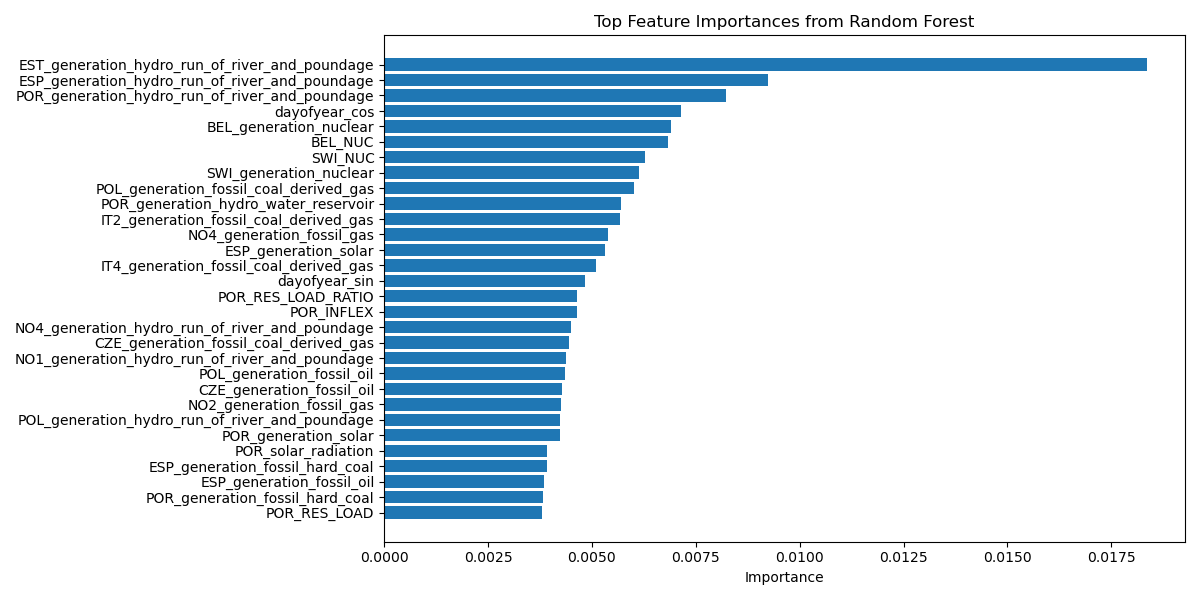 Top Feature Importances from Random Forest
EST_generation_hydro_run_of_river_and_poundage
ESP_generation_hydro_run_of_river_and_poundage
POR_generation_hydro_run_of_river_and_poundage
dayofyear_cos
BEL_generation_nuclear
BEL_NUC
SWI_NUC
SWI_generation_nuclear
POL_generation_fossil_coal_derived_gas
POR_generation_hydro_water_reservoir
IT2_generation_fossil_coal_derived_gas
NO4_generation_fossil_gas
ESP_generation_solar
IT4_generation_fossil_coal_derived_gas
dayofyear_sin
POR_RES_LOAD_RATIO
POR_INFLEX
NO4_generation_hydro_run_of_river_and_poundage
CZE_generation_fossil_coal_derived_gas
NO1_generation_hydro_run_of_river_and_poundage
POL_generation_fossil_oil
CZE_generation_fossil_oil
NO2_generation_fossil_gas
POL_generation_hydro_run_of_river_and_poundage
POR_generation_solar
POR_solar_radiation
ESP_generation_fossil_hard_coal
ESP_generation_fossil_oil
POR_generation_fossil_hard_coal
POR_RES_LOAD
0.0000 0.0025 0.0050 0.0075 0.0100 0.0125 0.0150 0.0175
Importance